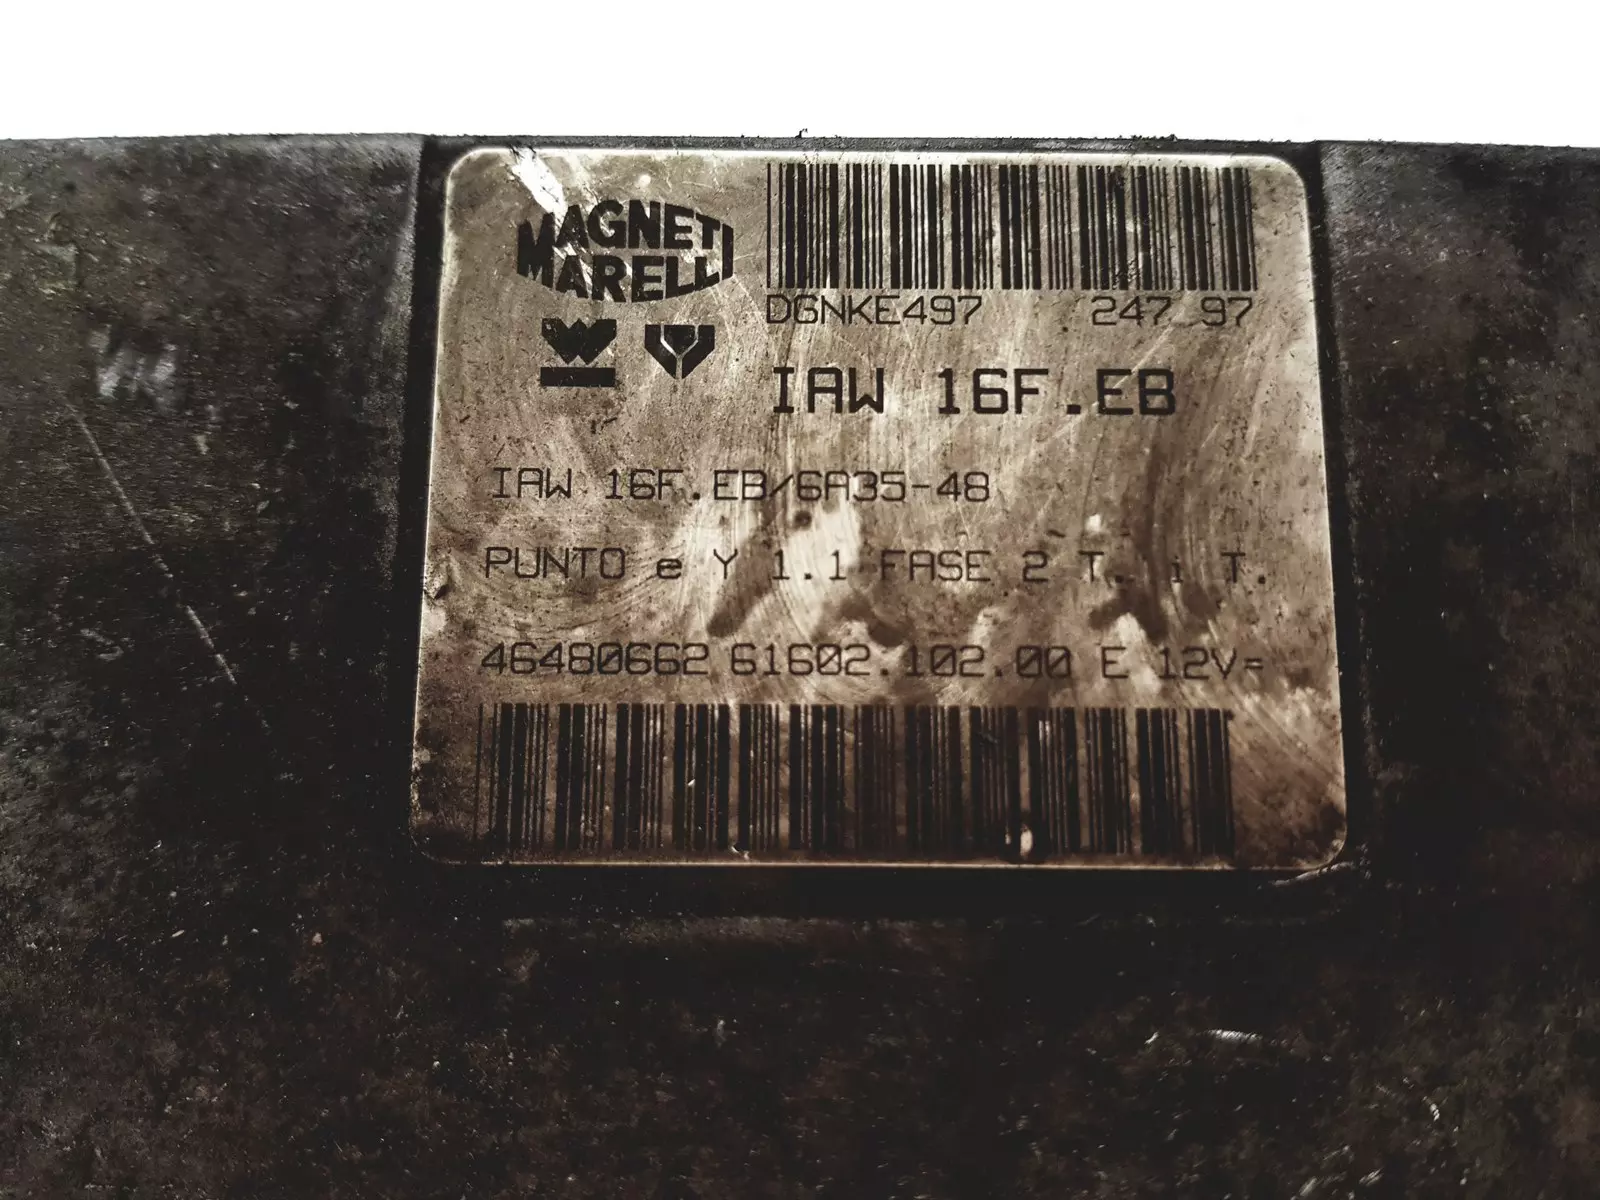 MAGNETI
MARELLI
DGNKE497 247 97
IAW 16F.EB
IAW 16F.EB/6A35-48
PUNTO e Y 1.1 FASE 2 T. i T.
46480662 61602.102.00 E 12V=